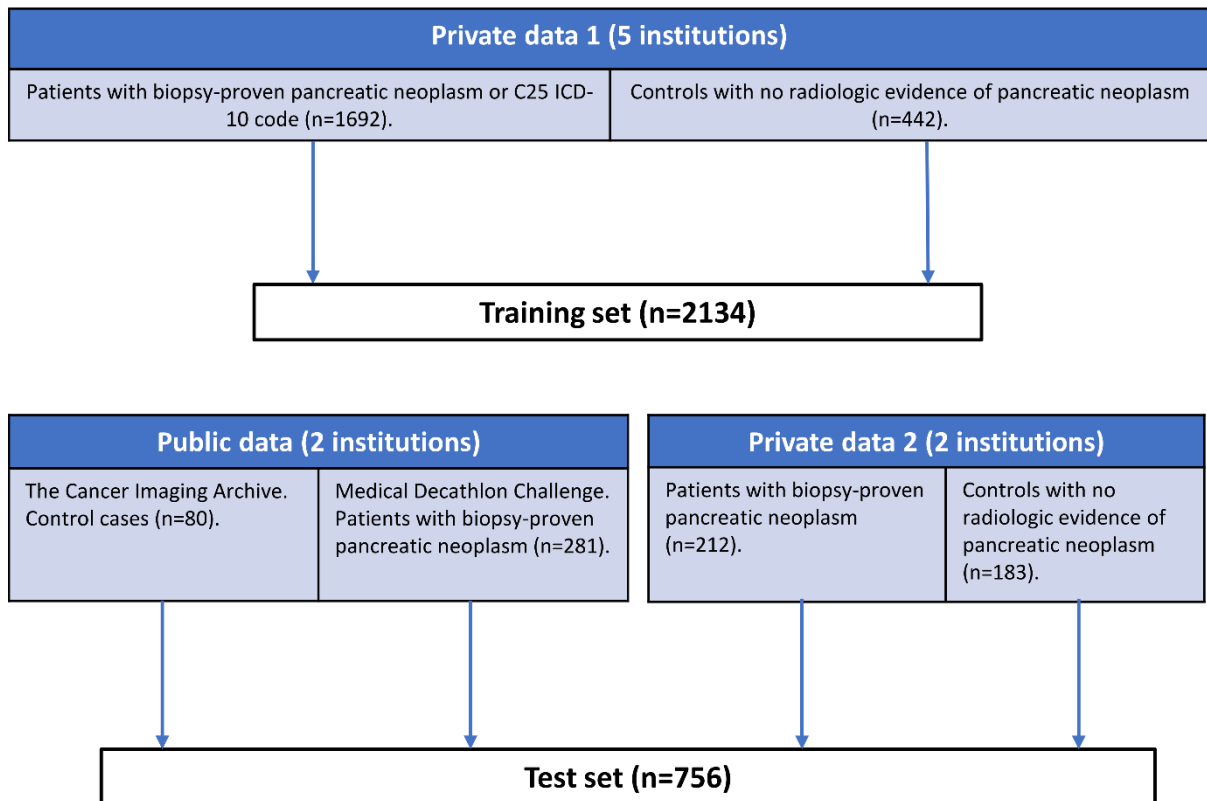 Private data 1 (5 institutions)
Patients with biopsy-proven pancreatic neoplasm or C25 ICD-
10 code (n=1692).
Controls with no radiologic evidence of pancreatic neoplasm
(n=442).
Training set (n=2134)
Public data (2 institutions)
The Cancer Imaging Archive.
Control cases (n=80).
Medical Decathlon Challenge.
Patients with biopsy-proven
pancreatic neoplasm (n=281).
Private data 2 (2 institutions)
Patients with biopsy-proven
pancreatic neoplasm
(n=212).
Controls with no
radiologic evidence of
pancreatic neoplasm
(n=183).
Test set (n=756)